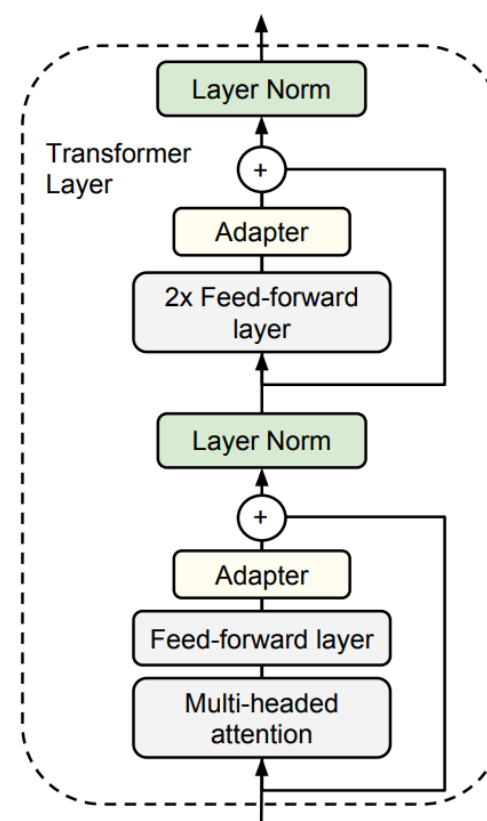 Layer Norm
Transformer
Layer
+
Adapter
2x Feed-forward
layer
Layer Norm
+
Adapter
Feed-forward layer
Multi-headed
attention